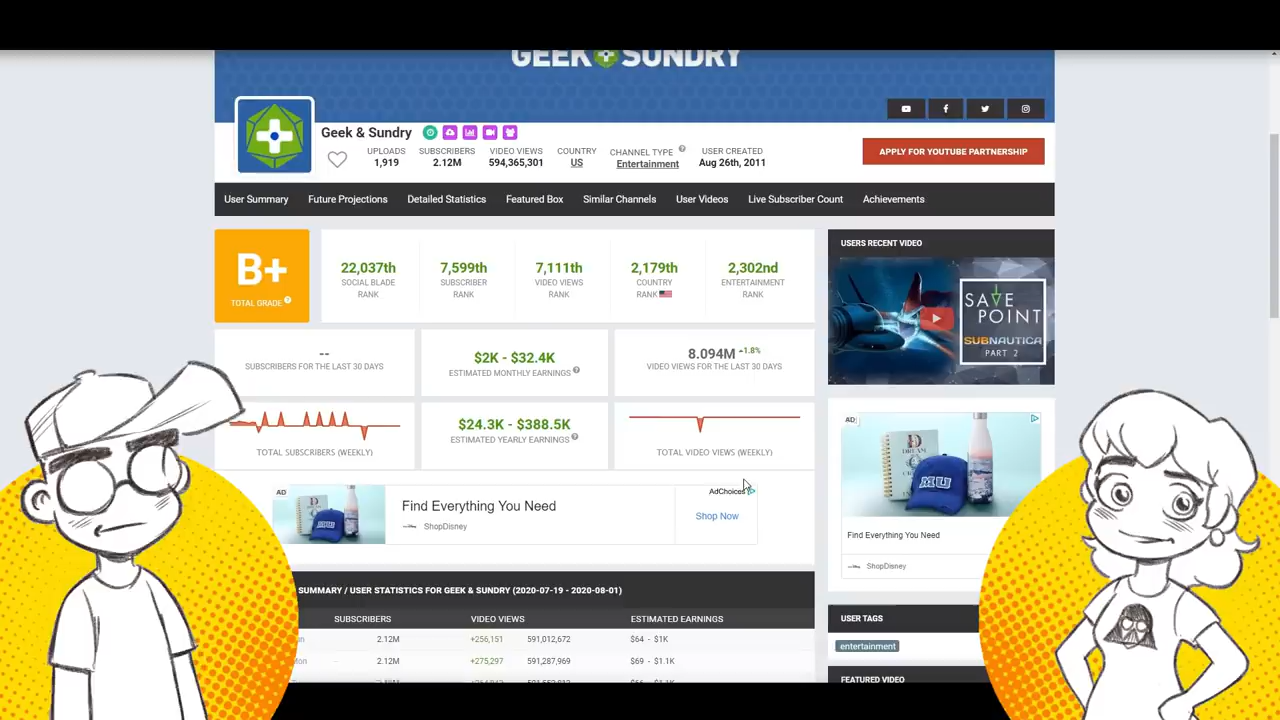 GEEK SUNDRY
Geek & Sundry
UPLOADS
1,919
SUBSCRIBERS
2.12M
VIDEO VIEWS
594,365,301
COUNTRY
US
CHANNEL TYPE
Entertainment
USER CREATED
Aug 26th, 2011
APPLY FOR YOUTUBE PARTNERSHIP
User Summary
Future Projections
Detailed Statistics
Featured Box
Similar Channels
User Videos
Live Subscriber Count
Achievements
B+
TOTAL GRADE
22,037th
SOCIAL BLADE
RANK
7,599th
SUBSCRIBER
RANK
7,111th
VIDEO VIEWS
RANK
2,179th
COUNTRY
RANK
2,302nd
ENTERTAINMENT
RANK
--
SUBSCRIBERS FOR THE LAST 30 DAYS
$2K - $32.4K
ESTIMATED MONTHLY EARNINGS
8.094M +1.8%
VIDEO VIEWS FOR THE LAST 30 DAYS
TOTAL SUBSCRIBERS (WEEKLY)
$24.3K - $388.5K
ESTIMATED YEARLY EARNINGS
TOTAL VIDEO VIEWS (WEEKLY)
USERS RECENT VIDEO
SAVE
POINT
SUBNAUTICA
PART 2
AD
MU
Find Everything You Need
ShopDisney
AdChoices
Shop Now
AD
MU
Find Everything You Need
ShopDisney
SUMMARY / USER STATISTICS FOR GEEK & SUNDRY (2020-07-19 - 2020-08-01)
SUBSCRIBERS
VIDEO VIEWS
ESTIMATED EARNINGS
2.12M
+256,151
591,012,672
$64 - $1K
2.12M
+275,297
591,287,969
$69 - $1.1K
USER TAGS
entertainment
FEATURED VIDEO